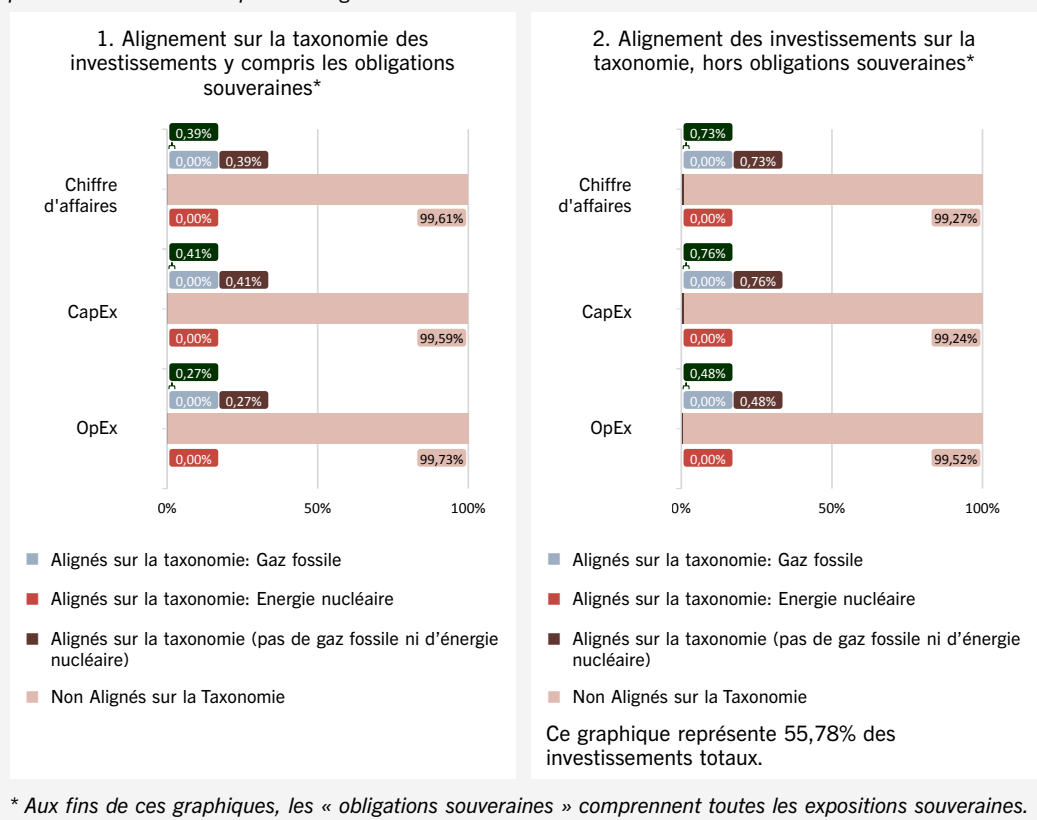 1. Alignement sur la taxonomie des
investissements y compris les obligations
souveraines*
0,39%
0,00% 0,39%
Chiffre
d'affaires
0,00% 99,61%
0,41%
0,00% 0,41%
CapEx
0,00% 99,59%
0,27%
0,00% 0,27%
OpEx
0,00% 99,73%
0% 50% 100%
Alignés sur la taxonomie: Gaz fossile
Alignés sur la taxonomie: Energie nucléaire
Alignés sur la taxonomie (pas de gaz fossile ni d’énergie
nucléaire)
Non Alignés sur la Taxonomie
2. Alignement des investissements sur la
taxonomie, hors obligations souveraines*
0,73%
0,00% 0,73%
Chiffre
d'affaires
0,00% 99,27%
0,76%
0,00% 0,76%
CapEx
0,00% 99,24%
0,48%
0,00% 0,48%
OpEx
0,00% 99,52%
0% 50% 100%
Alignés sur la taxonomie: Gaz fossile
Alignés sur la taxonomie: Energie nucléaire
Alignés sur la taxonomie (pas de gaz fossile ni d’énergie
nucléaire)
Non Alignés sur la Taxonomie
Ce graphique représente 55,78% des
investissements totaux.
* Aux fins de ces graphiques, les « obligations souveraines » comprennent toutes les expositions souveraines.